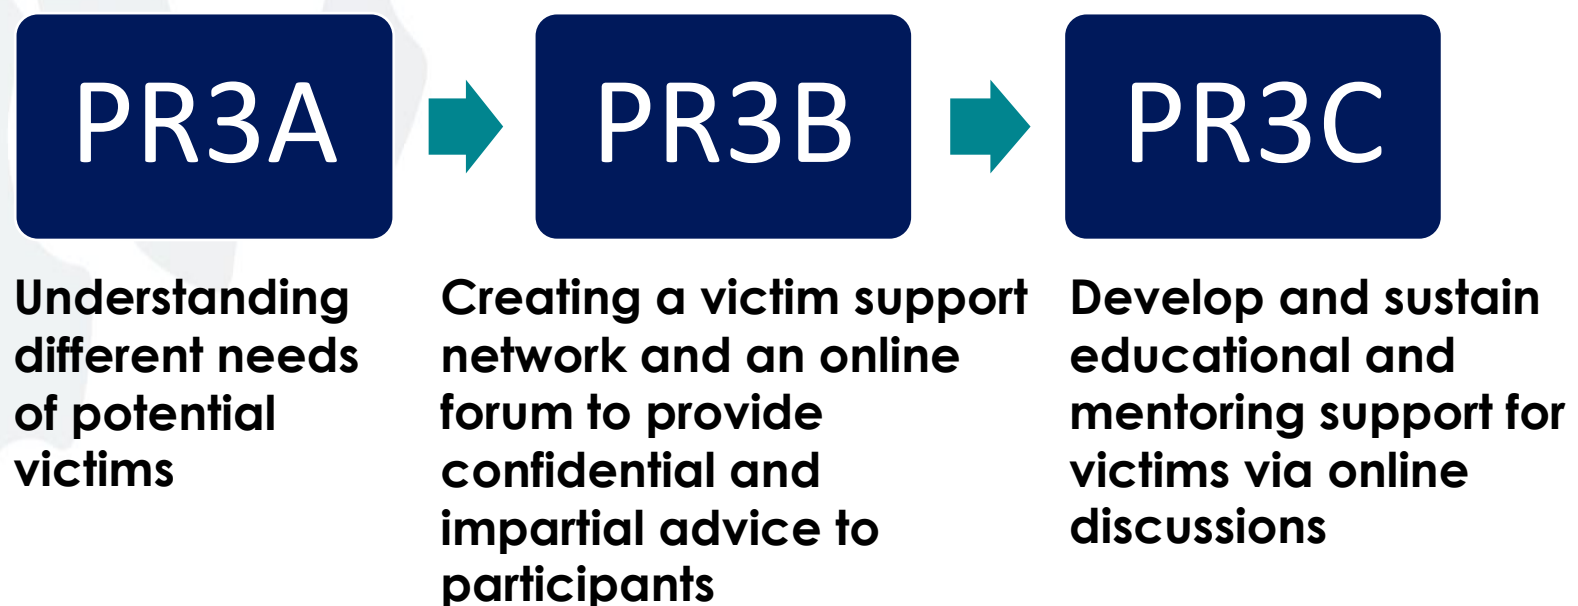 PR3A
PR3B
PR3C
Understanding
different needs
of potential
victims
Creating a victim support
network and an online
forum to provide
confidential and
impartial advice to
participants
Develop and sustain
educational and
mentoring support for
victims via online
discussions